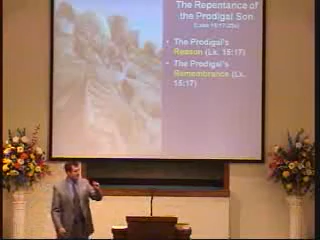 The Repentance of
the Prodigal Son
(Luke 15:17-20a)
• The Prodigal's
Reason (Lk. 15:17)
• The Prodigal's
Remembrance (Lk.
15:17)